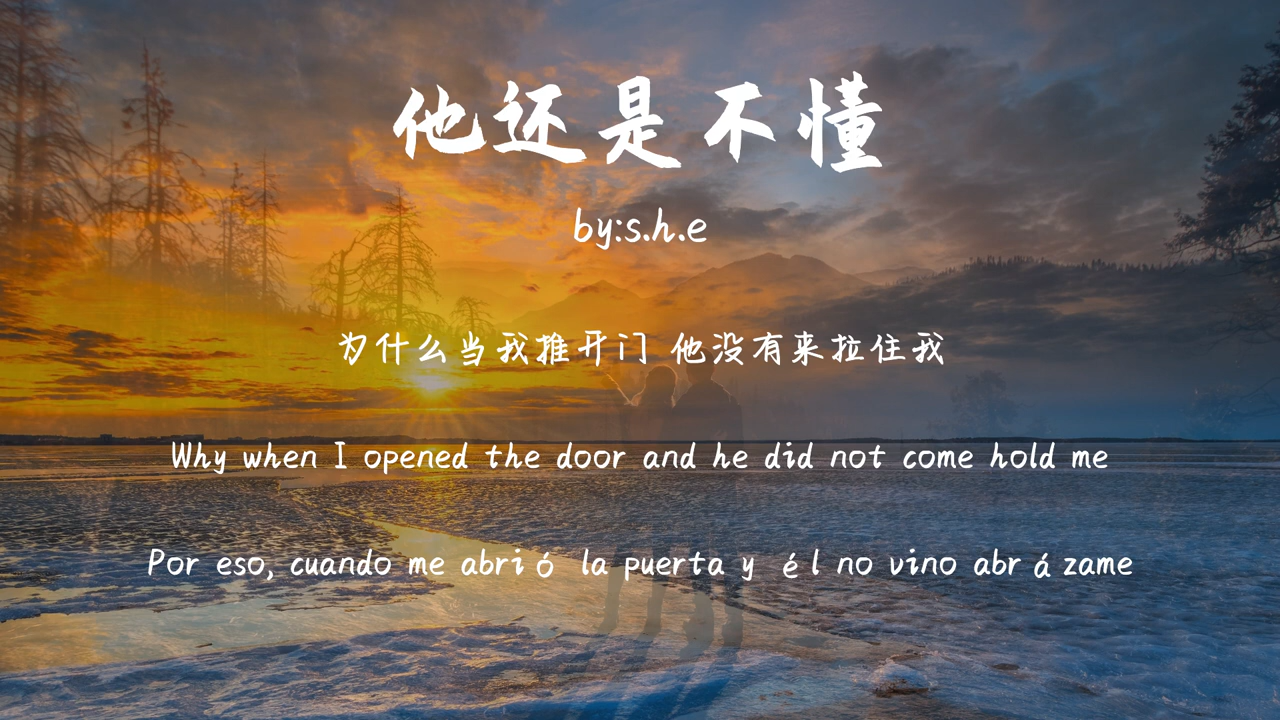 他还是不懂
by:s.h.e
为什么当我推开门 他没有来拉住我
Why when I opened the door and he did not come hold me
Por eso, cuando me abrió la puerta y él no vino abrázame